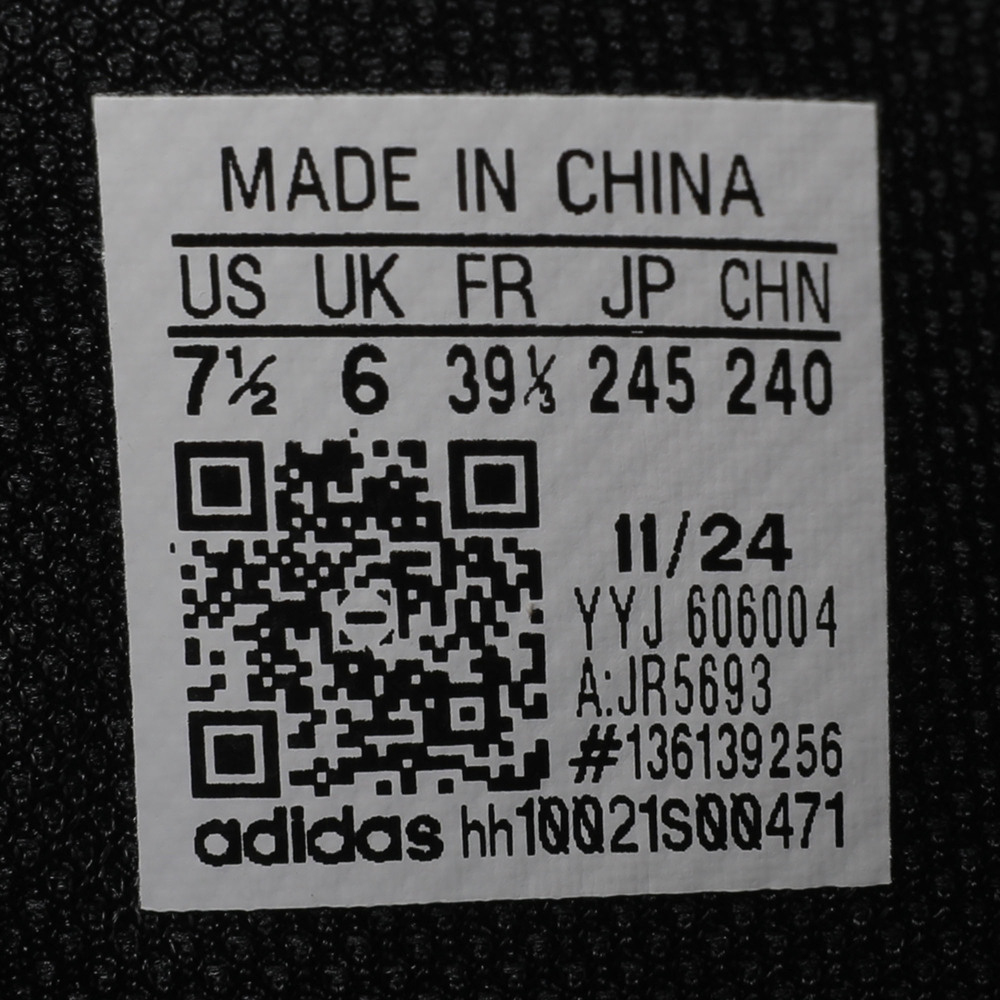 MADE IN CHINA
US UK FR JP CHN
7½ 6 39⅓ 245 240
11/24
YYJ 606004
A:JR5693
#136139256
adidas hh10021S00471